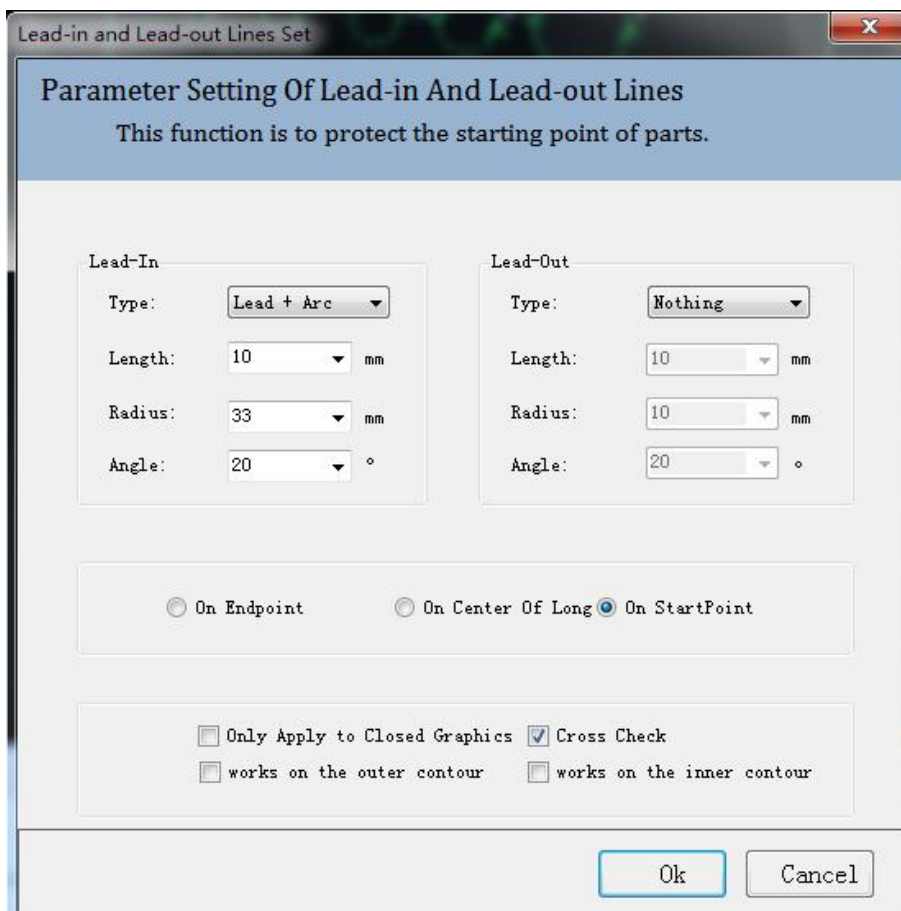 Lead-in and Lead-out Lines Set
Parameter Setting Of Lead-in And Lead-out Lines
This function is to protect the starting point of parts.
Lead-In
Type: Lead + Arc
Length: 10 mm
Radius: 33 mm
Angle: 20 °
Lead-Out
Type: Nothing
Length: 10 mm
Radius: 10 mm
Angle: 20 °
On Endpoint On Center Of Long On StartPoint
Only Apply to Closed Graphics Cross Check
works on the outer contour works on the inner contour
Ok Cancel